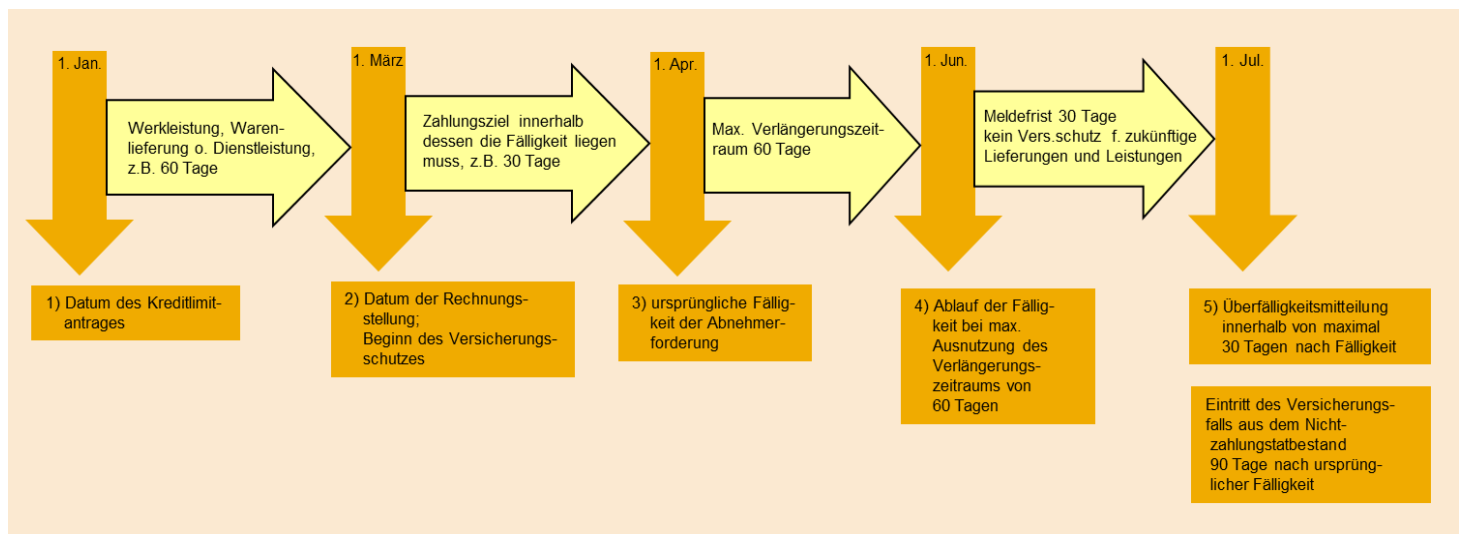 1. Jan.
1. März
1. Apr.
1. Jun.
1. Jul.
Werkleistung, Waren-
lieferung o. Dienstleistung,
z.B. 60 Tage
Zahlungsziel innerhalb
dessen die Fälligkeit liegen
muss, z.B. 30 Tage
Max. Verlängerungszeit-
raum 60 Tage
Meldefrist 30 Tage
kein Vers.schutz f. zukünftige
Lieferungen und Leistungen
1) Datum des Kreditlimit-
antrages
2) Datum der Rechnungs-
stellung;
Beginn des Versicherungs-
schutzes
3) ursprüngliche Fällig-
keit der Abnehmer-
forderung
4) Ablauf der Fällig-
keit bei max.
Ausnutzung des
Verlängerungs-
zeitraums von
60 Tagen
5) Überfälligkeitsmitteilung
innerhalb von maximal
30 Tagen nach Fälligkeit
Eintritt des Versicherungs-
falls aus dem Nicht-
zahlungstatbestand
90 Tage nach ursprüng-
licher Fälligkeit